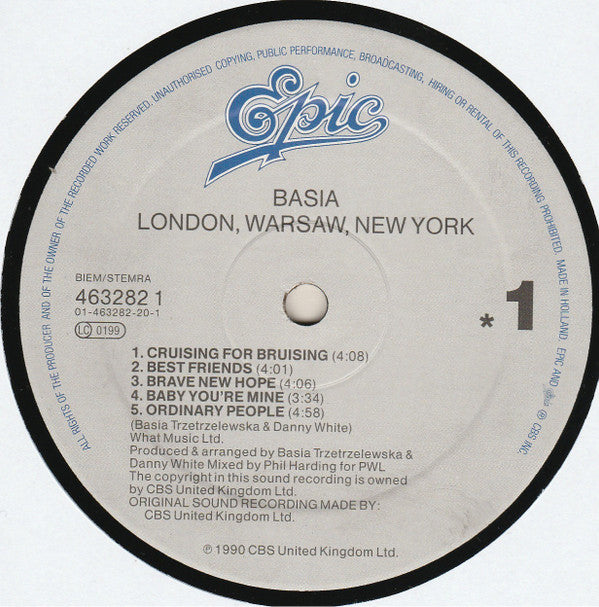 ALL RIGHTS OF THE PRODUCER AND OF THE OWNER OF THE RECORDED WORK RESERVED. UNAUTHORISED COPYING, PUBLIC PERFORMANCE, BROADCASTING, HIRING OR RENTAL OF THIS RECORDING PROHIBITED. MADE IN HOLLAND. EPIC AND ℗ CBS INC.
Epic
BASIA
LONDON, WARSAW, NEW YORK
BIEM/STEMRA
463282 1
01-463282-20-1
LC 0199
* 1
1. CRUISING FOR BRUISING (4:08)
2. BEST FRIENDS (4:01)
3. BRAVE NEW HOPE (4:06)
4. BABY YOU'RE MINE (3:34)
5. ORDINARY PEOPLE (4:58)
(Basia Trzetrzelewska & Danny White)
What Music Ltd.
Produced & arranged by Basia Trzetrzelewska &
Danny White Mixed by Phil Harding for PWL
The copyright in this sound recording is owned
by CBS United Kingdom Ltd.
ORIGINAL SOUND RECORDING MADE BY:
CBS United Kingdom Ltd.
℗ 1990 CBS United Kingdom Ltd.